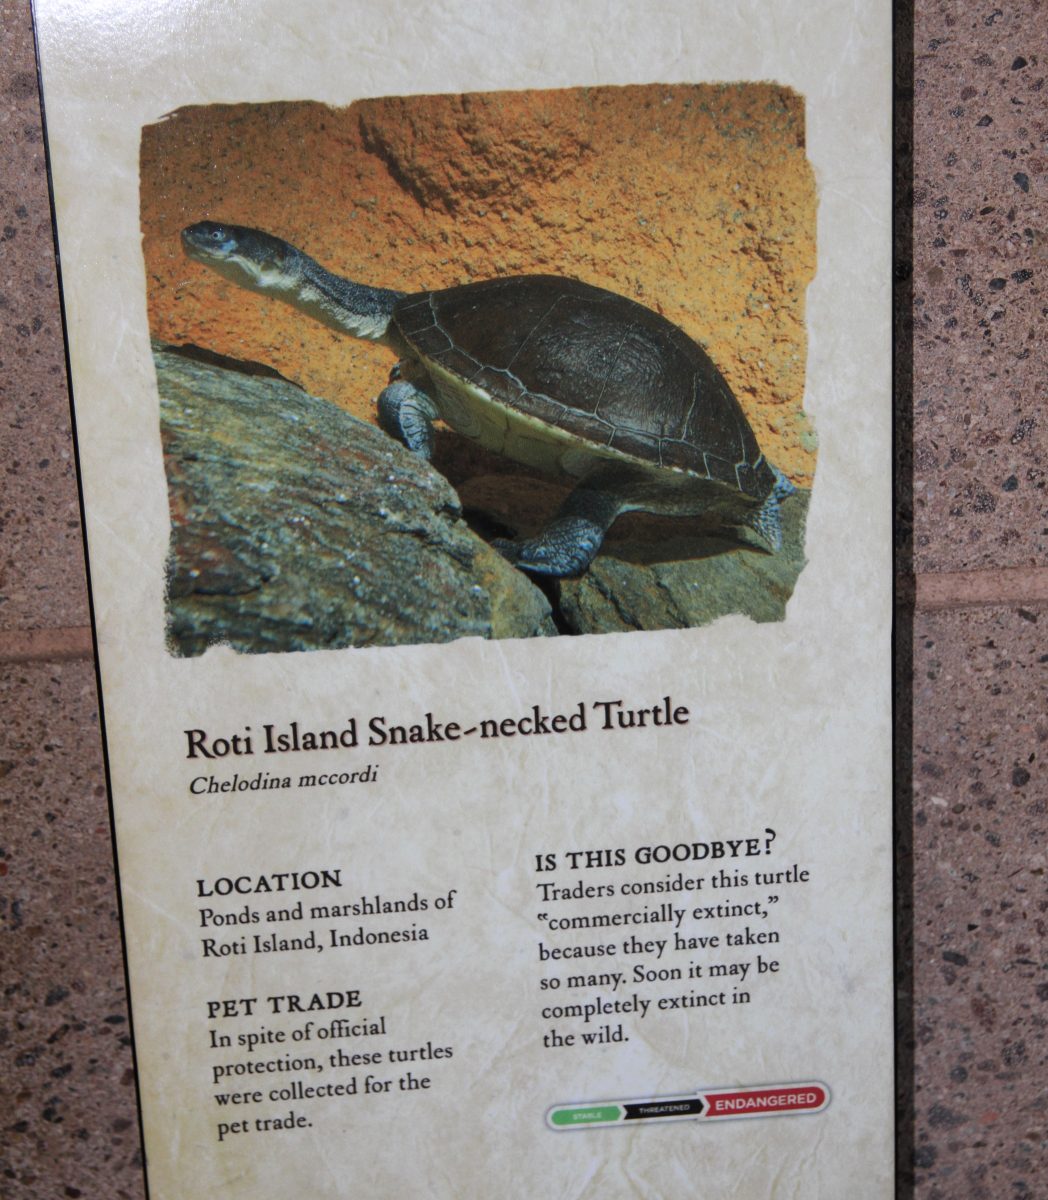 Roti Island Snake-necked Turtle
Chelodina mccordi
LOCATION
Ponds and marshlands of
Roti Island, Indonesia
PET TRADE
In spite of official
protection, these turtles
were collected for the
pet trade.
IS THIS GOODBYE?
Traders consider this turtle
“commercially extinct,”
because they have taken
so many. Soon it may be
completely extinct in
the wild.
STABLE THREATENED ENDANGERED